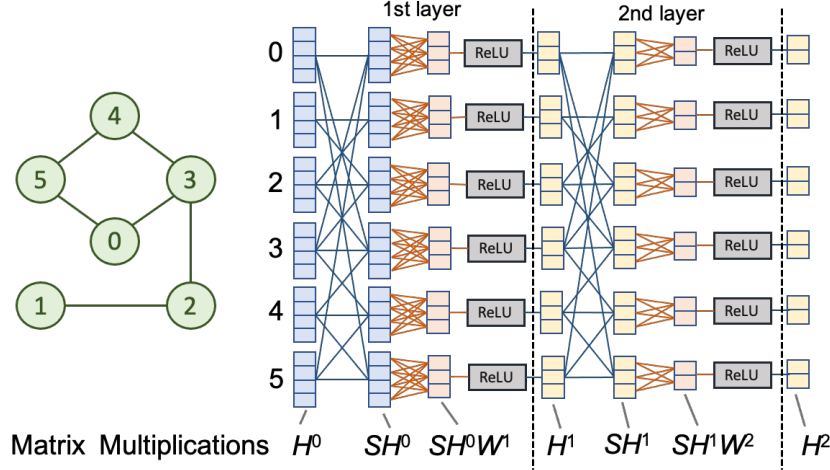 1st layer 2nd layer
0 ReLU ReLU
1 ReLU ReLU
2 ReLU ReLU
3 ReLU ReLU
4 ReLU ReLU
5 ReLU ReLU
4
5 3
0
1 2
Matrix Multiplications H⁰ SH⁰ SH⁰W¹ H¹ SH¹ SH¹W² H²